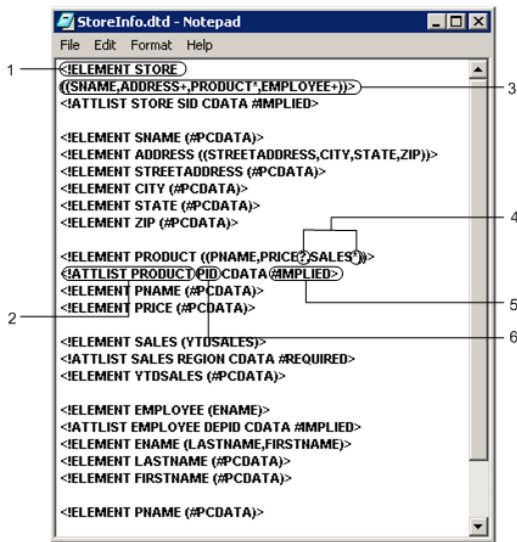 StoreInfo.dtd - Notepad
File Edit Format Help
1
<!ELEMENT STORE
((SNAME,ADDRESS+,PRODUCT*,EMPLOYEE+))>
3
<!ATTLIST STORE SID CDATA #IMPLIED>
<!ELEMENT SNAME (#PCDATA)>
<!ELEMENT ADDRESS ((STREETADDRESS,CITY,STATE,ZIP))>
<!ELEMENT STREETADDRESS (#PCDATA)>
<!ELEMENT CITY (#PCDATA)>
<!ELEMENT STATE (#PCDATA)>
4
<!ELEMENT ZIP (#PCDATA)>
<!ELEMENT PRODUCT ((PNAME,PRICE?,SALES*))>
<!ATTLIST PRODUCT PID CDATA #IMPLIED>
<!ELEMENT PNAME (#PCDATA)>
5
<!ELEMENT PRICE (#PCDATA)>
2
6
<!ELEMENT SALES (YTDSALES)>
<!ATTLIST SALES REGION CDATA #REQUIRED>
<!ELEMENT YTDSALES (#PCDATA)>
<!ELEMENT EMPLOYEE (ENAME)>
<!ATTLIST EMPLOYEE DEPID CDATA #IMPLIED>
<!ELEMENT ENAME (LASTNAME,FIRSTNAME)>
<!ELEMENT LASTNAME (#PCDATA)>
<!ELEMENT FIRSTNAME (#PCDATA)>
<!ELEMENT PNAME (#PCDATA)>